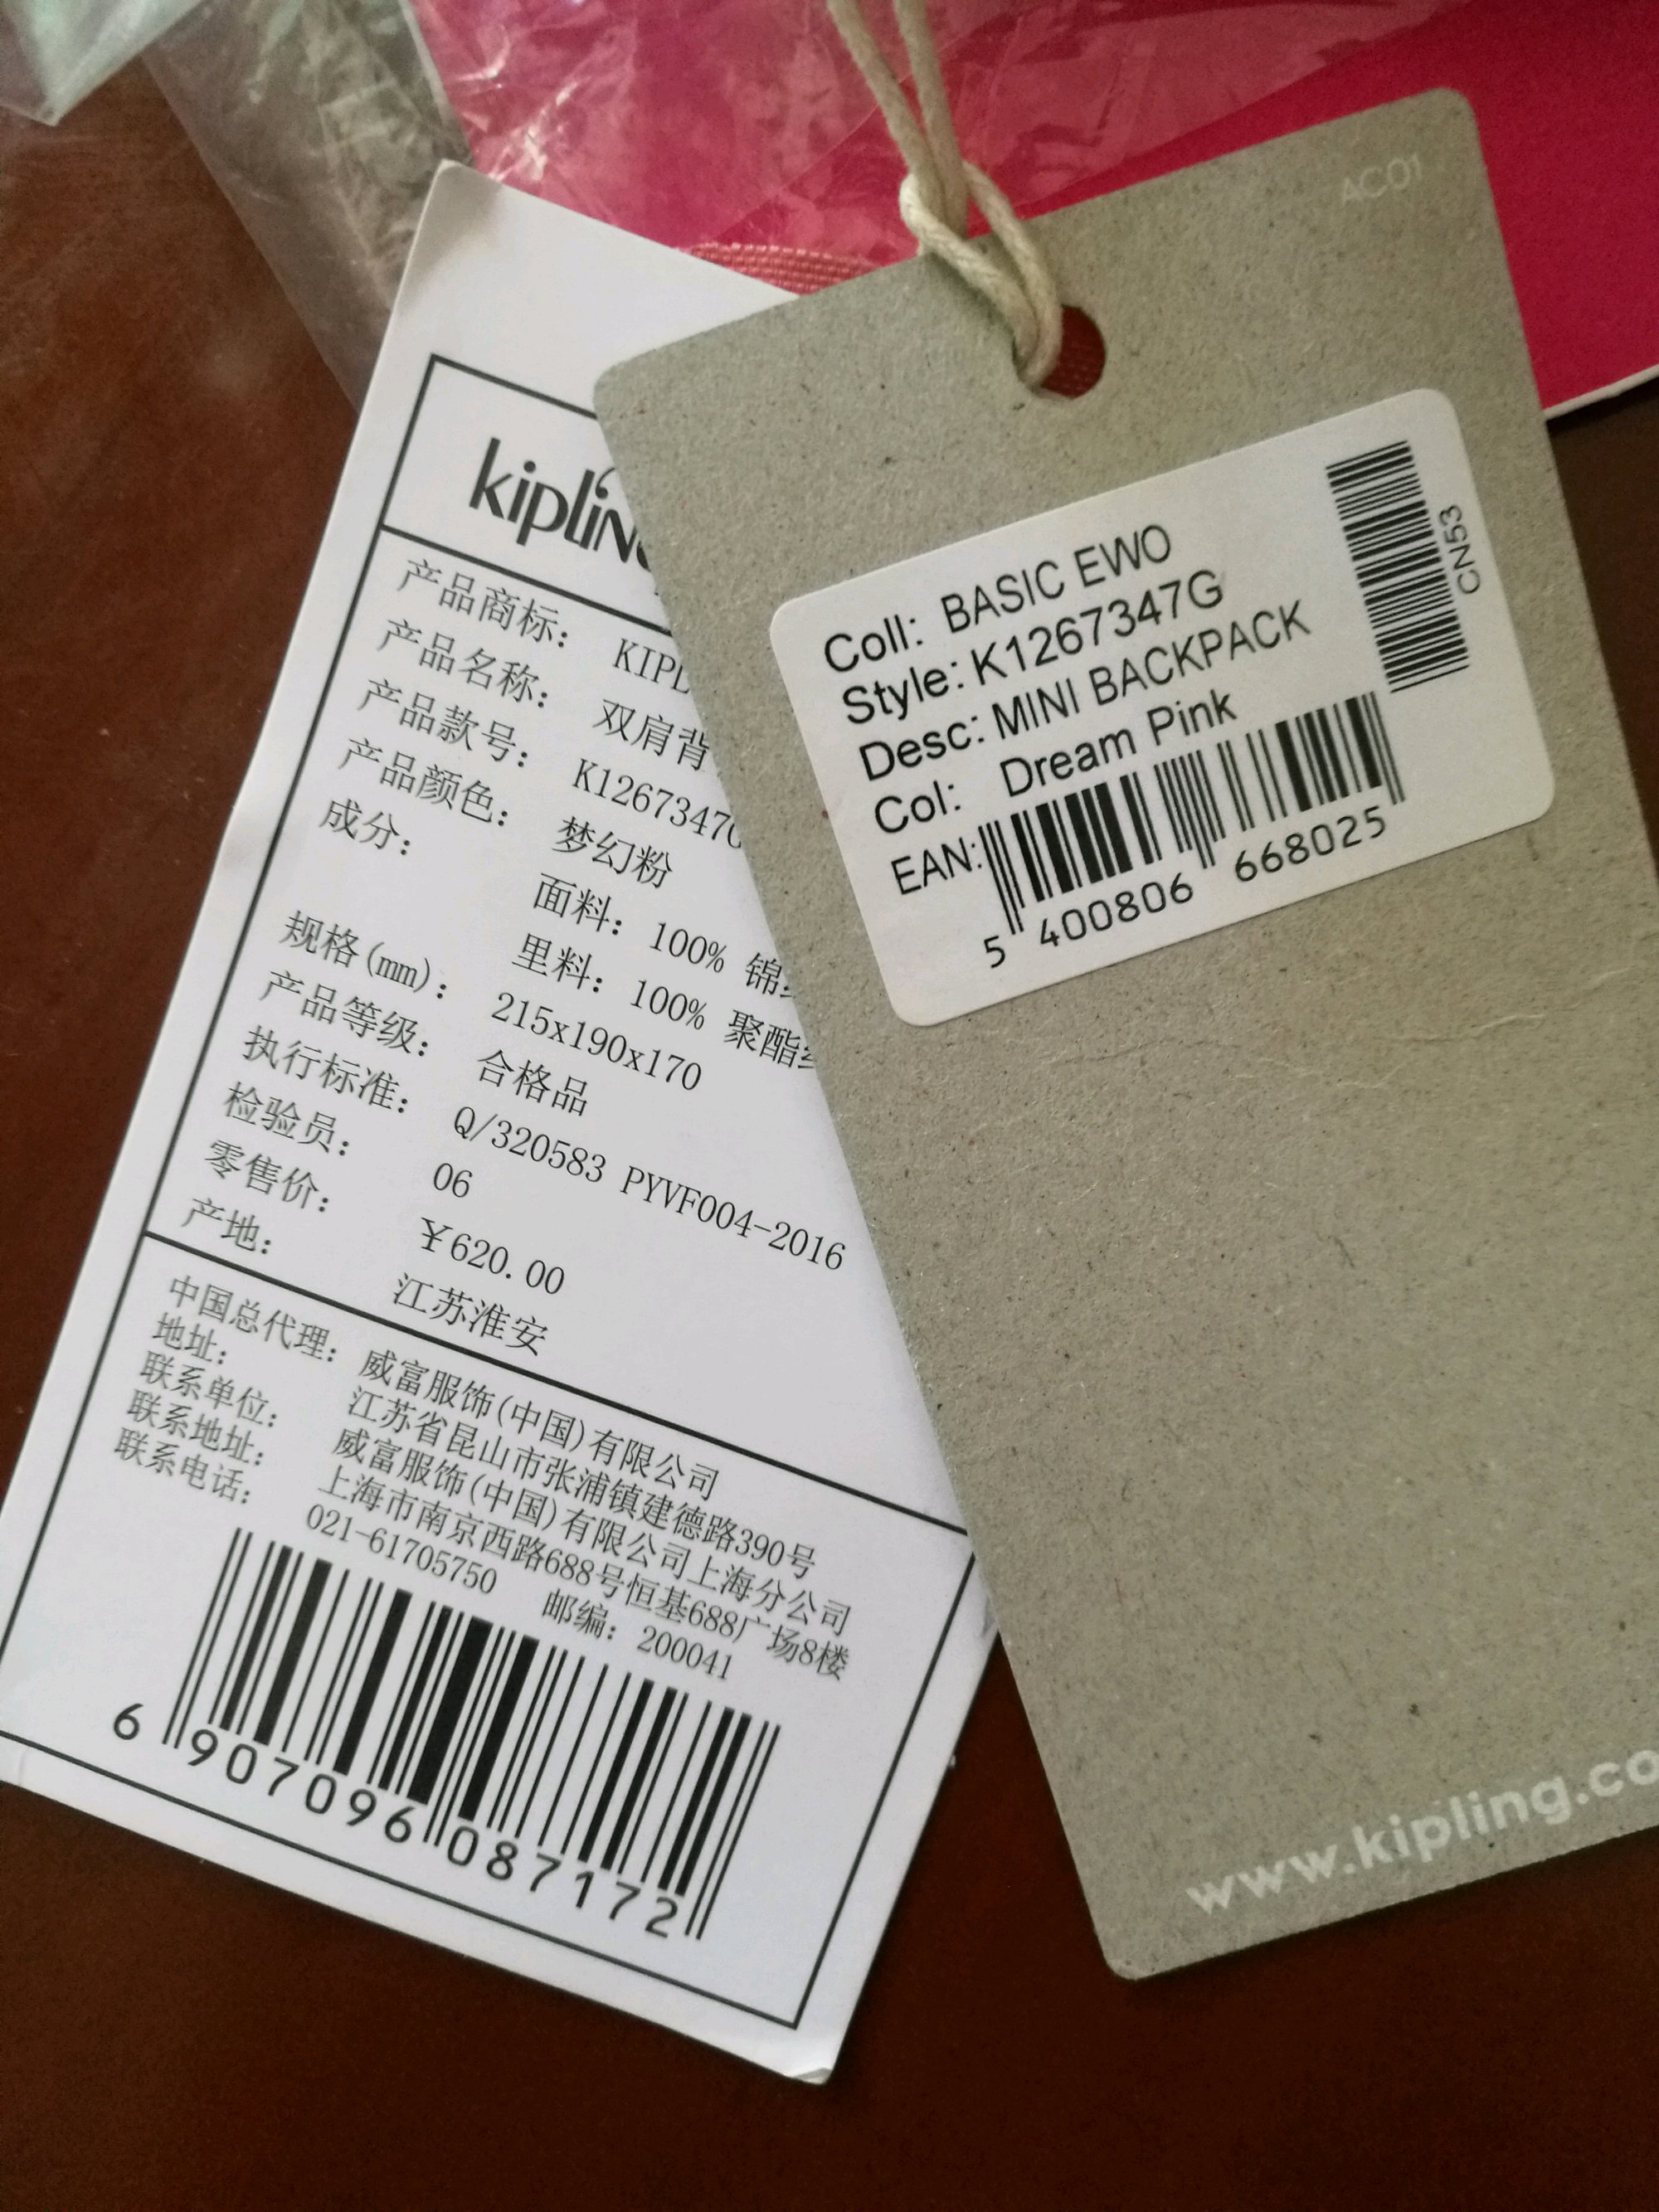 kipling
产品商标： KIPL
产品名称： 双肩背
产品款号： K1267347G
产品颜色： 梦幻粉
成分： 面料：100% 锦
里料：100% 聚酯
规格(mm)： 215x190x170
产品等级： 合格品
执行标准： Q/320583 PYVF004-2016
检验员： 06
零售价： ￥620.00
产地： 江苏淮安
中国总代理： 威富服饰(中国)有限公司
地址： 江苏省昆山市张浦镇建德路390号
联系单位： 威富服饰(中国)有限公司上海分公司
联系地址： 上海市南京西路688号恒基688广场8楼
联系电话： 021-61705750 邮编：200041
6 907096 087172
AC01
Coll: BASIC EWO
Style: K1267347G
Desc: MINI BACKPACK
Col: Dream Pink
EAN:
5 400806 668025
CN53
www.kipling.co